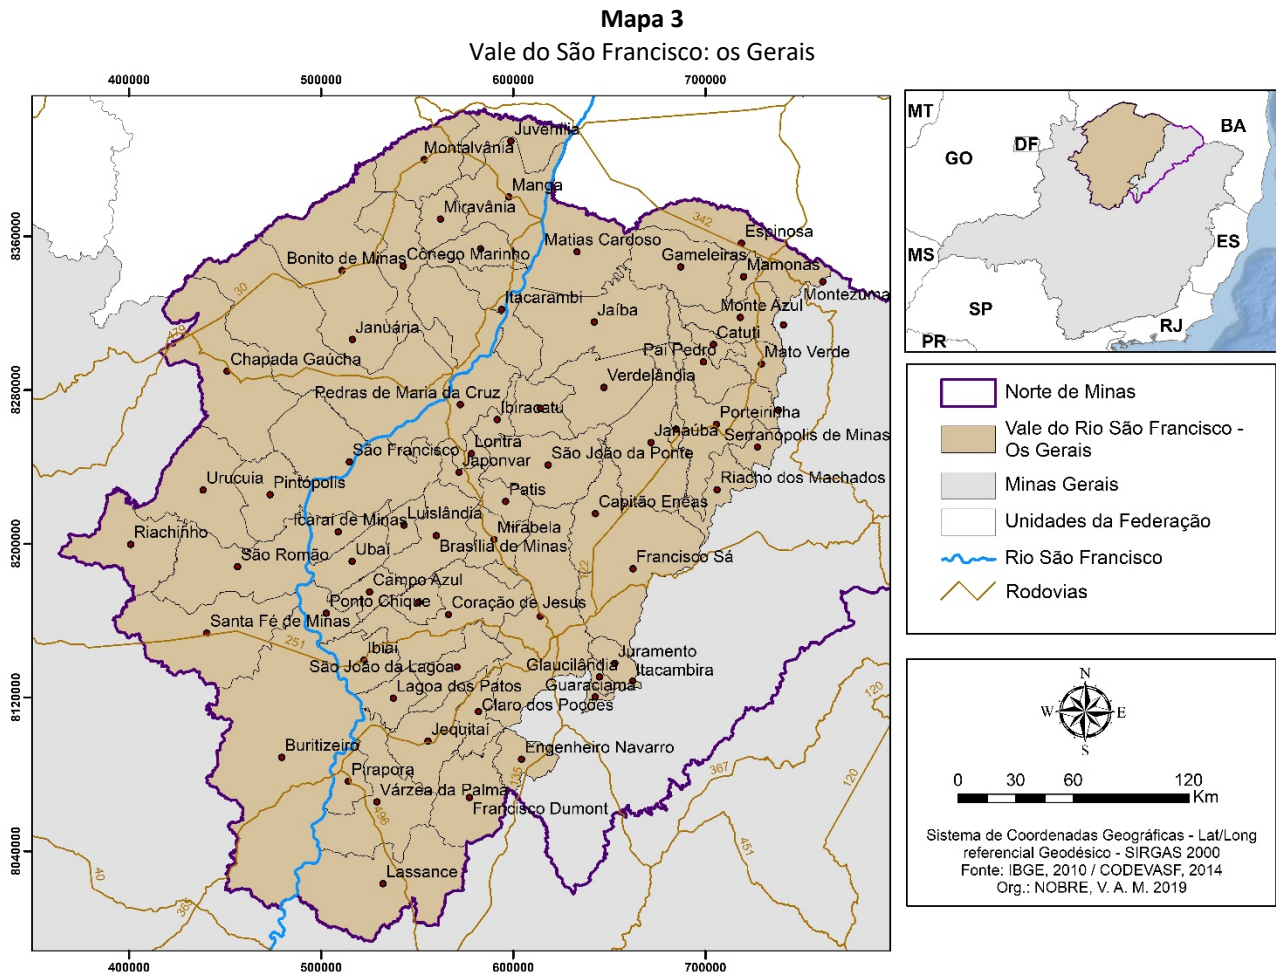 Mapa 3
Vale do São Francisco: os Gerais
400000 500000 600000 700000
8360000
8280000
8200000
8120000
8040000
Juvenília
Montalvânia
Manga
Miravânia
Matias Cardoso
Espinosa
342
Bonito de Minas
Cônego Marinho
Gameleiras
Mamonas
Montezuma
30
Itacarambi
Jaíba
Monte Azul
479
Januária
Catuti
Chapada Gaúcha
Pai Pedro
Mato Verde
Verdelândia
Pedras de Maria da Cruz
Ibiracatu
Porteirinha
Janaúba
Serranópolis de Minas
São Francisco
Lontra
Japonvar
São João da Ponte
Riacho dos Machados
Urucuia
Pintópolis
Patis
Capitão Enéas
Icaraí de Minas
Luislândia
Riachinho
Mirabela
Brasília de Minas
Ubaí
São Romão
Francisco Sá
122
Campo Azul
Ponto Chique
Coração de Jesus
Santa Fé de Minas
251
Ibiaí
São João da Lagoa
Juramento
Glaucilândia
Itacambira
Guaraciama
Lagoa dos Patos
Claro dos Poções
120
Jequitaí
Buritizeiro
Engenheiro Navarro
Pirapora
135
367
120
Várzea da Palma
Francisco Dumont
496
451
Lassance
40
365
400000 500000 600000 700000
MT
BA
DF
GO
MS
ES
SP
RJ
PR
Norte de Minas
Vale do Rio São Francisco -
Os Gerais
Minas Gerais
Unidades da Federação
Rio São Francisco
Rodovias
N
W E
S
0 30 60 120
Km
Sistema de Coordenadas Geográficas - Lat/Long
referencial Geodésico - SIRGAS 2000
Fonte: IBGE, 2010 / CODEVASF, 2014
Org.: NOBRE, V. A. M. 2019